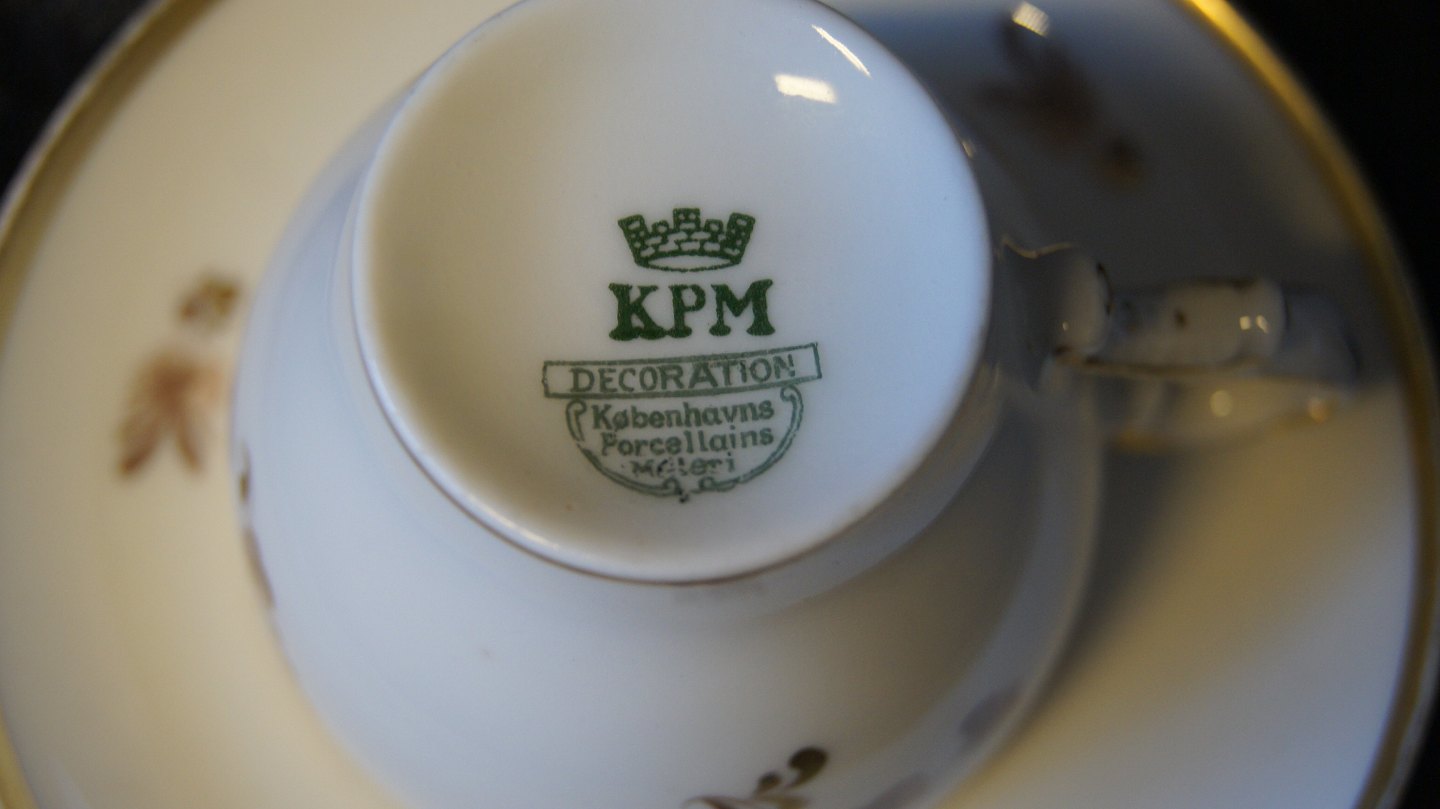 KPM
DECORATION
Københavns
Porcellains
Maleri